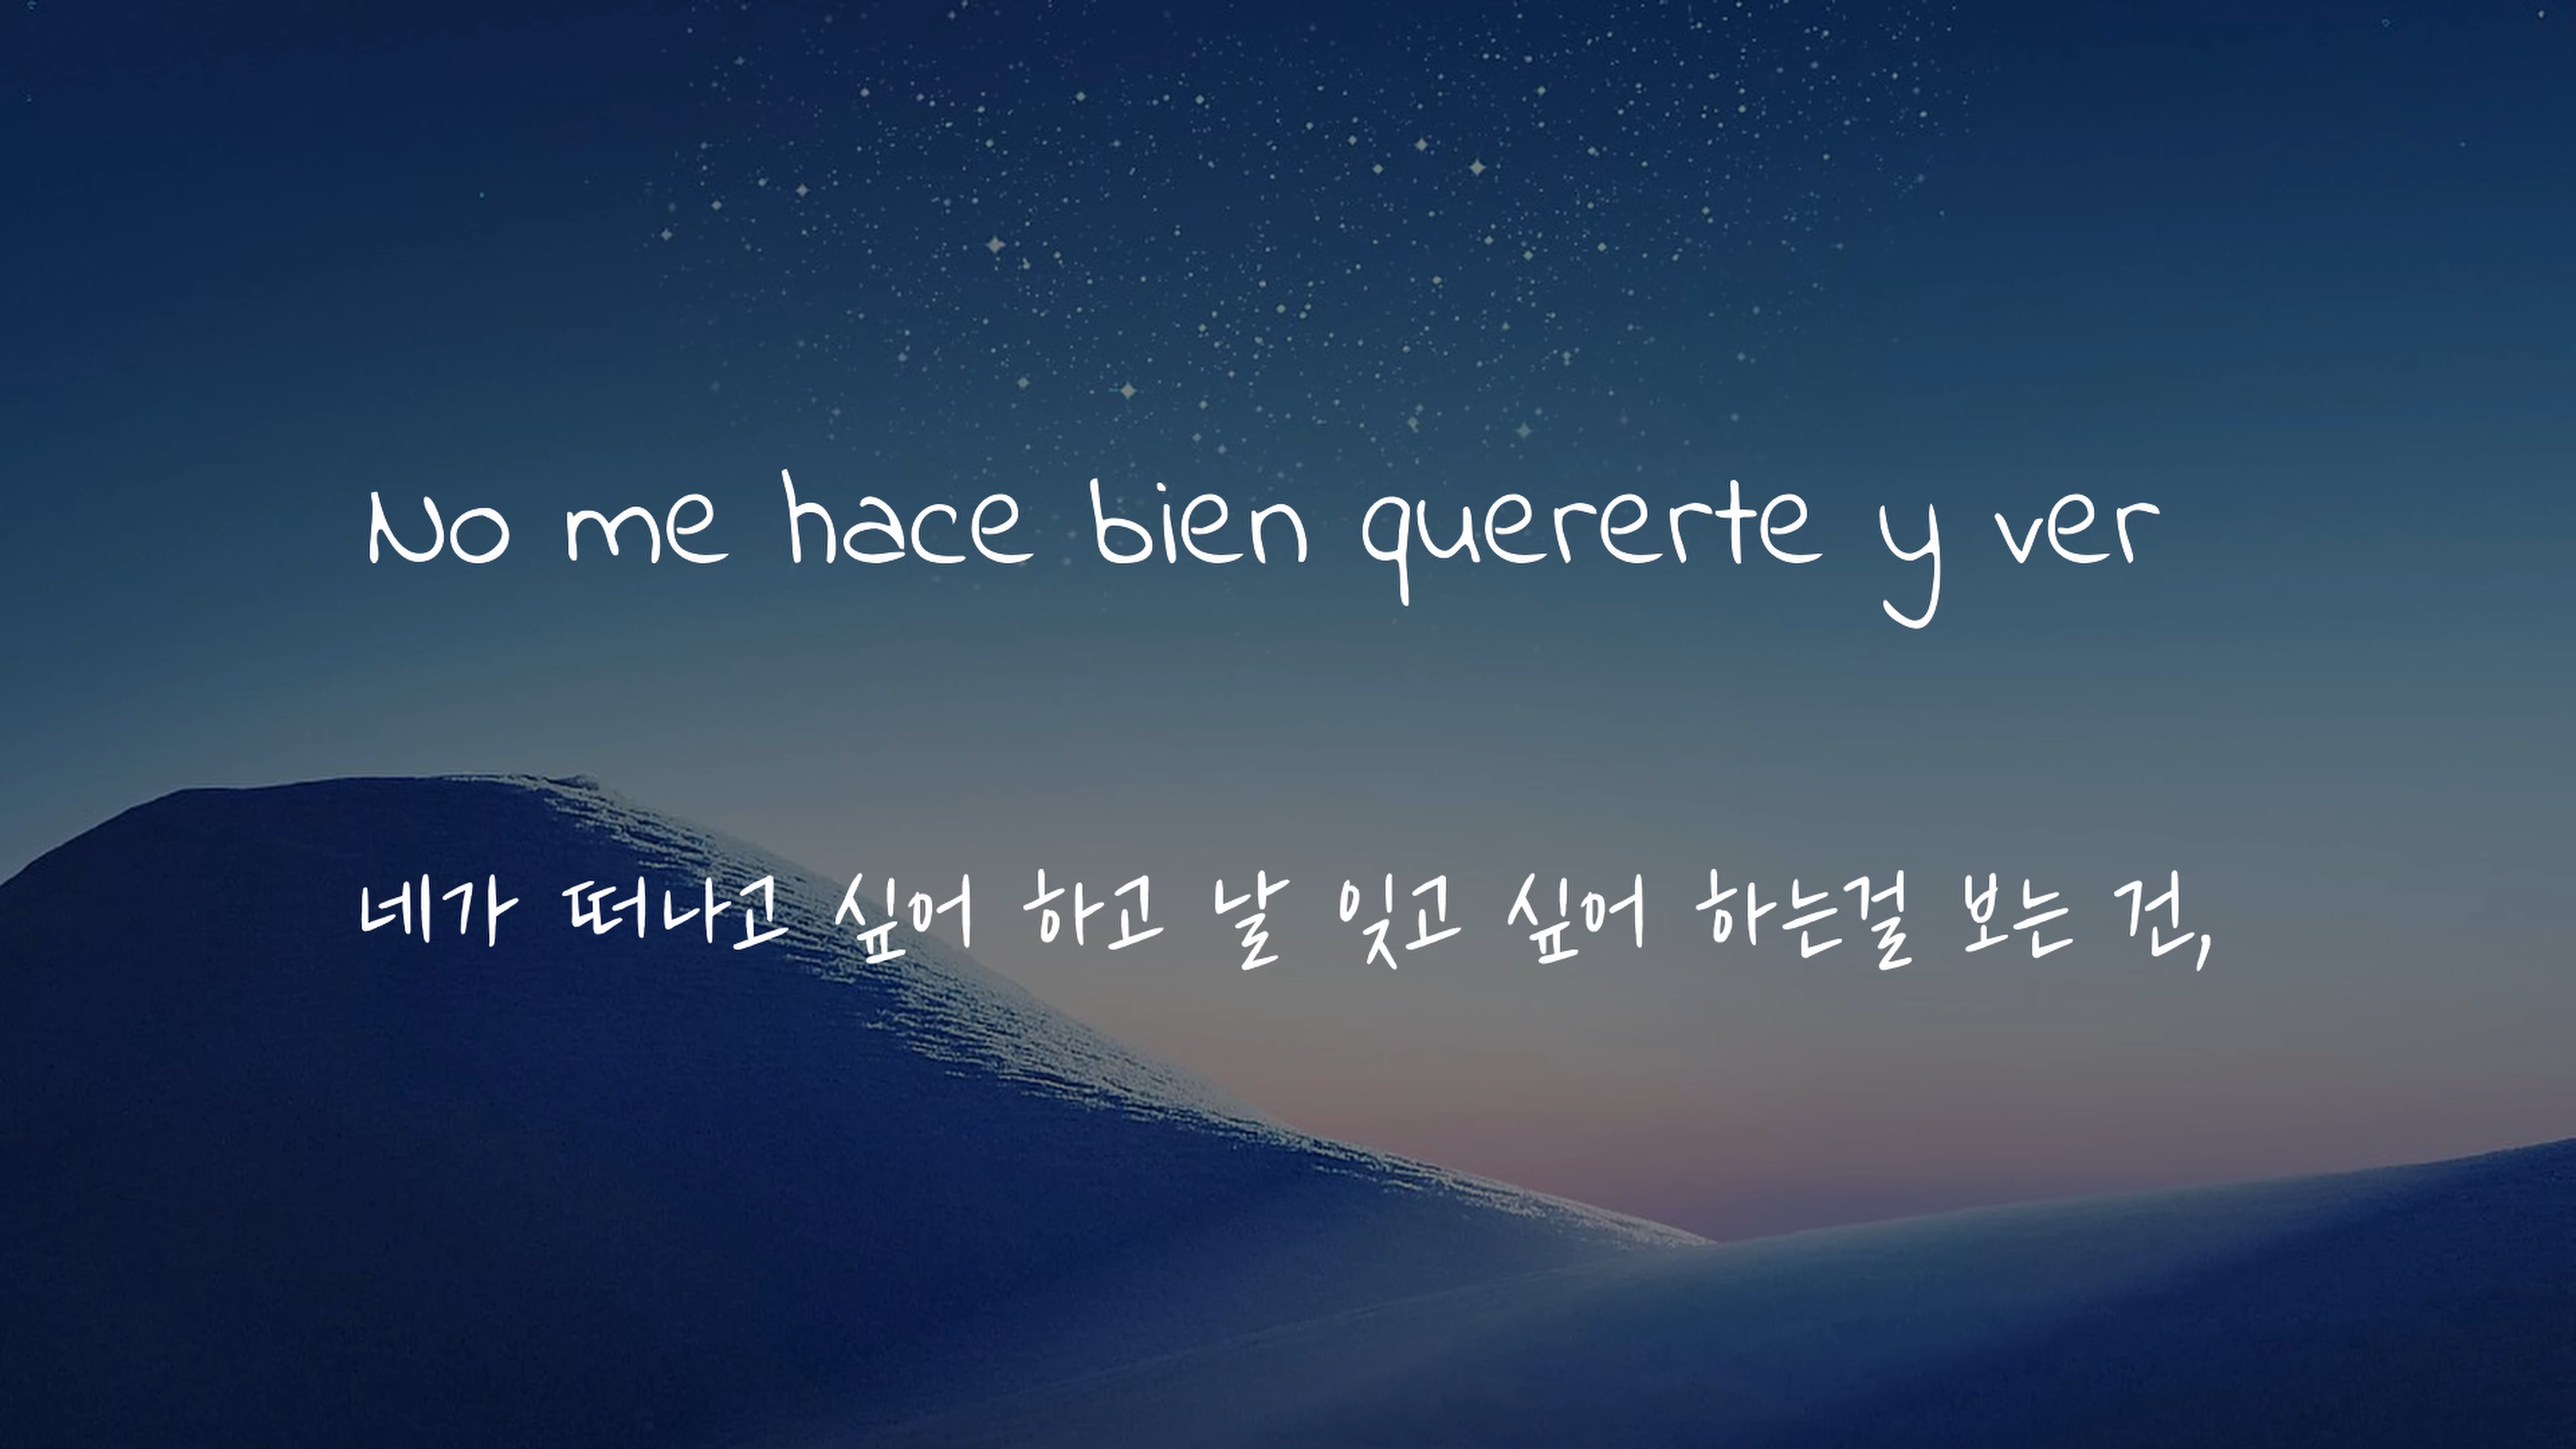 No me hace bien quererte y ver
네가 떠나고 싶어 하고 날 잊고 싶어 하는걸 보는 건,